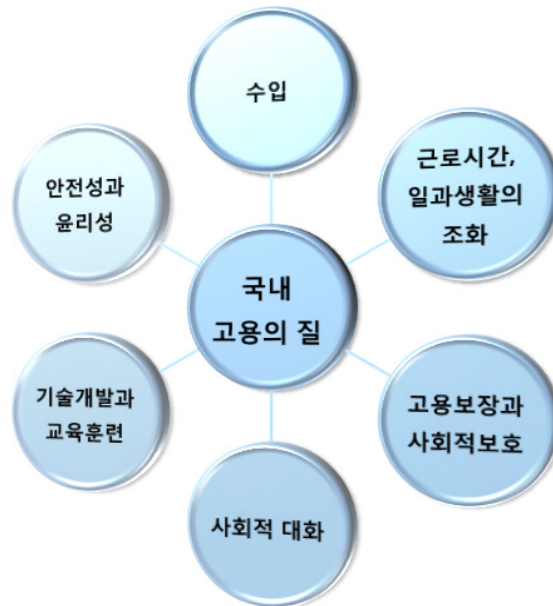 수입
근로시간,
일과생활의
조화
안전성과
윤리성
국내
고용의 질
고용보장과
사회적보호
기술개발과
교육훈련
사회적 대화